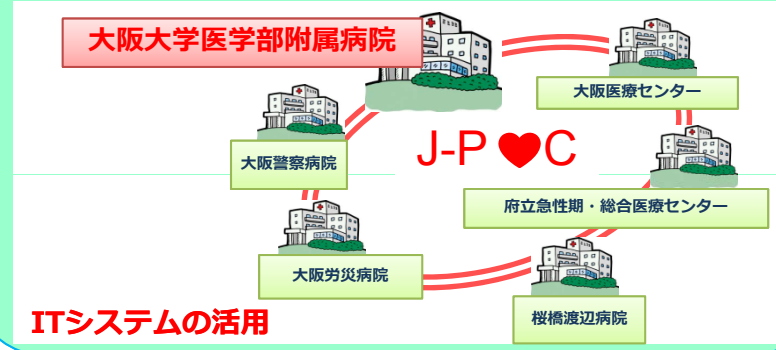 大阪大学医学部附属病院
大阪医療センター
大阪警察病院
J-P♥C
府立急性期・総合医療センター
大阪労災病院
桜橋渡辺病院
ITシステムの活用